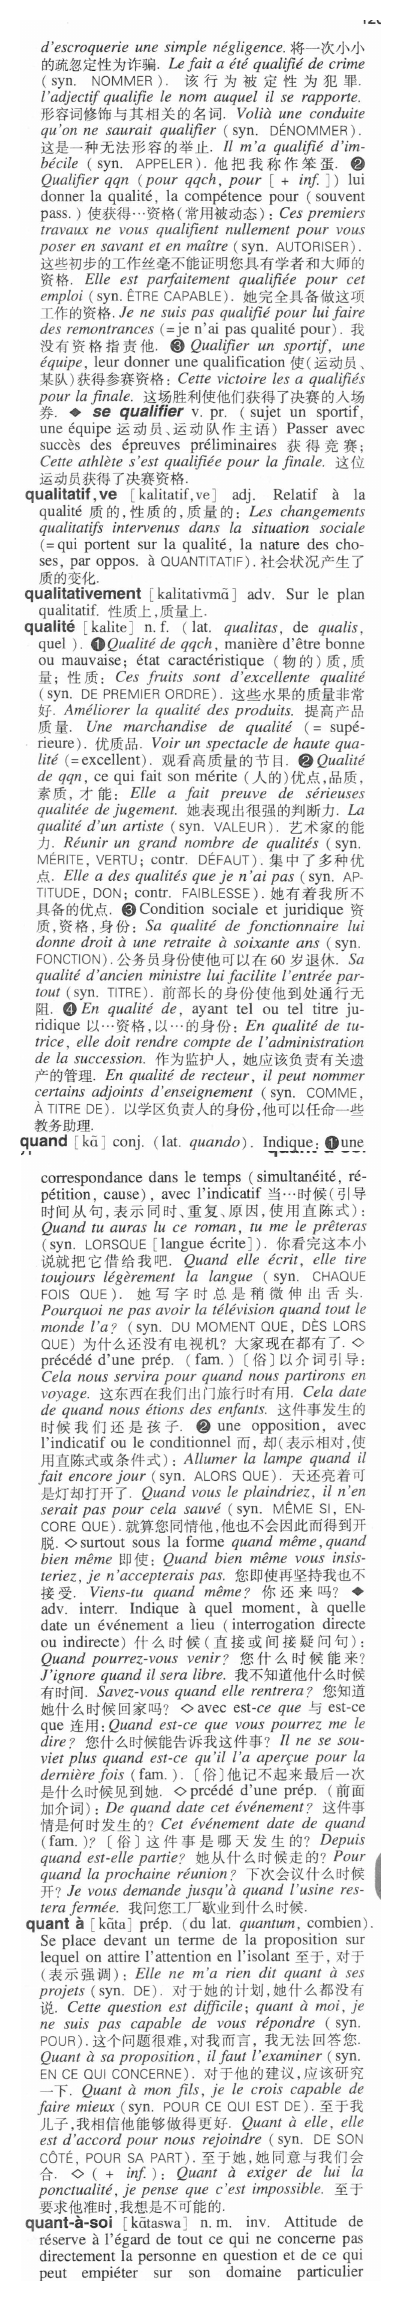 d'escroquerie une simple négligence. 将一次小小
的疏忽定性为诈骗. Le fait a été qualifié de crime
(syn. NOMMER). 该行为被定性为犯罪.
l'adjectif qualifie le nom auquel il se rapporte.
形容词修饰与其相关的名词. Voilà une conduite
qu'on ne saurait qualifier (syn. DÉNOMMER).
这是一种无法形容的举止. Il m'a qualifié d'im-
bécile (syn. APPELER). 他把我称作笨蛋. ❷
Qualifier qqn (pour qqch, pour [+ inf.]) lui
donner la qualité, la compétence pour (souvent
pass.) 使获得…资格(常用被动态): Ces premiers
travaux ne vous qualifient nullement pour vous
poser en savant et en maître (syn. AUTORISER).
这些初步的工作丝毫不能证明您具有学者和大师的
资格. Elle est parfaitement qualifiée pour cet
emploi (syn. ÊTRE CAPABLE). 她完全具备做这项
工作的资格. Je ne suis pas qualifié pour lui faire
des remontrances (= je n'ai pas qualité pour). 我
没有资格指责他. ❸ Qualifier un sportif, une
équipe, leur donner une qualification 使(运动员、
某队)获得参赛资格: Cette victoire les a qualifiés
pour la finale. 这场胜利使他们获得了决赛的入场
券. ◆ se qualifier v. pr. (sujet un sportif,
une équipe 运动员、运动队作主语) Passer avec
succès des épreuves préliminaires 获得竞赛;
Cette athlète s'est qualifiée pour la finale. 这位
运动员获得了决赛资格.
qualitatif,ve [kalitatif,ve] adj. Relatif à la
qualité 质的,性质的,质量的: Les changements
qualitatifs intervenus dans la situation sociale
(= qui portent sur la qualité, la nature des cho-
ses, par oppos. à QUANTITATIF). 社会状况产生了
质的变化.
qualitativement [kalitativmã] adv. Sur le plan
qualitatif. 性质上,质量上.
qualité [kalite] n. f. (lat. qualitas, de qualis,
quel). ❶Qualité de qqch, manière d'être bonne
ou mauvaise; état caractéristique (物的)质,质
量; 性质: Ces fruits sont d'excellente qualité
(syn. DE PREMIER ORDRE). 这些水果的质量非常
好. Améliorer la qualité des produits. 提高产品
质量. Une marchandise de qualité (= supé-
rieure). 优质品. Voir un spectacle de haute qua-
lité (= excellent). 观看高质量的节目. ❷ Qualité
de qqn, ce qui fait son mérite (人的)优点,品质,
素质,才能: Elle a fait preuve de sérieuses
qualitée de jugement. 她表现出很强的判断力. La
qualité d'un artiste (syn. VALEUR). 艺术家的能
力. Réunir un grand nombre de qualités (syn.
MÉRITE, VERTU; contr. DÉFAUT). 集中了多种优
点. Elle a des qualités que je n'ai pas (syn. AP-
TITUDE, DON; contr. FAIBLESSE). 她有着我所不
具备的优点. ❸ Condition sociale et juridique 资
质,资格,身份: Sa qualité de fonctionnaire lui
donne droit à une retraite à soixante ans (syn.
FONCTION). 公务员身份使他可以在 60 岁退休. Sa
qualité d'ancien ministre lui facilite l'entrée par-
tout (syn. TITRE). 前部长的身份使他到处通行无
阻. ❹ En qualité de, ayant tel ou tel titre ju-
ridique 以…资格,以…的身份: En qualité de tu-
trice, elle doit rendre compte de l'administration
de la succession. 作为监护人, 她应该负责有关遗
产的管理. En qualité de recteur, il peut nommer
certains adjoints d'enseignement (syn. COMME,
À TITRE DE). 以学区负责人的身份,他可以任命一些
教务助理.
quand [kã] conj. (lat. quando). Indique: ❶une
correspondance dans le temps (simultanéité, ré-
pétition, cause), avec l'indicatif 当…时候(引导
时间从句,表示同时、重复、原因,使用直陈式):
Quand tu auras lu ce roman, tu me le prêteras
(syn. LORSQUE [langue écrite]). 你看完这本小
说就把它借给我吧. Quand elle écrit, elle tire
toujours légèrement la langue (syn. CHAQUE
FOIS QUE). 她写字时总是稍微伸出舌头.
Pourquoi ne pas avoir la télévision quand tout le
monde l'a? (syn. DU MOMENT QUE, DÈS LORS
QUE) 为什么还没有电视机? 大家现在都有了. ◇
précédé d'une prép. (fam.) [俗]以介词引导:
Cela nous servira pour quand nous partirons en
voyage. 这东西在我们出门旅行时有用. Cela date
de quand nous étions des enfants. 这件事发生的
时候我们还是孩子. ❷ une opposition, avec
l'indicatif ou le conditionnel 而, 却(表示相对,使
用直陈式或条件式): Allumer la lampe quand il
fait encore jour (syn. ALORS QUE). 天还亮着可
是灯却打开了. Quand vous le plaindriez, il n'en
serait pas pour cela sauvé (syn. MÊME SI, EN-
CORE QUE). 就算您同情他,他也不会因此而得到开
脱. ◇ surtout sous la forme quand même, quand
bien même 即使: Quand bien même vous insis-
teriez, je n'accepterais pas. 您即使再坚持我也不
接受. Viens-tu quand même? 你还来吗? ◆
adv. interr. Indique à quel moment, à quelle
date un événement a lieu (interrogation directe
ou indirecte) 什么时候(直接或间接疑问句):
Quand pourrez-vous venir? 您什么时候能来?
J'ignore quand il sera libre. 我不知道他什么时候
有时间. Savez-vous quand elle rentrera? 您知道
她什么时候回家吗? ◇ avec est-ce que 与 est-ce
que 连用: Quand est-ce que vous pourrez me le
dire? 您什么时候能告诉我这件事? Il ne se sou-
viet plus quand est-ce qu'il l'a aperçue pour la
dernière fois (fam.). [俗]他记不起来最后一次
是什么时候见到她. ◇ prcédé d'une prép. (前面
加介词): De quand date cet événement? 这件事
情是何时发生的? Cet événement date de quand
(fam.)? [俗]这件事是哪天发生的? Depuis
quand est-elle partie? 她从什么时候走的? Pour
quand la prochaine réunion? 下次会议什么时候
开? Je vous demande jusqu'à quand l'usine res-
tera fermée. 我问您工厂歇业到什么时候.
quant à [kãta] prép. (du lat. quantum, combien).
Se place devant un terme de la proposition sur
lequel on attire l'attention en l'isolant 至于, 对于
(表示强调): Elle ne m'a rien dit quant à ses
projets (syn. DE). 对于她的计划,她什么都没有
说. Cette question est difficile; quant à moi, je
ne suis pas capable de vous répondre (syn.
POUR). 这个问题很难,对我而言, 我无法回答您.
Quant à sa proposition, il faut l'examiner (syn.
EN CE QUI CONCERNE). 对于他的建议,应该研究
一下. Quant à mon fils, je le crois capable de
faire mieux (syn. POUR CE QUI EST DE). 至于我
儿子,我相信他能够做得更好. Quant à elle, elle
est d'accord pour nous rejoindre (syn. DE SON
CÔTÉ, POUR SA PART). 至于她,她同意与我们会
合. ◇ (+ inf.): Quant à exiger de lui la
ponctualité, je pense que c'est impossible. 至于
要求他准时,我想是不可能的.
quant-à-soi [kãtaswa] n. m. inv. Attitude de
réserve à l'égard de tout ce qui ne concerne pas
directement la personne en question et de ce qui
peut empiéter sur son domaine particulier